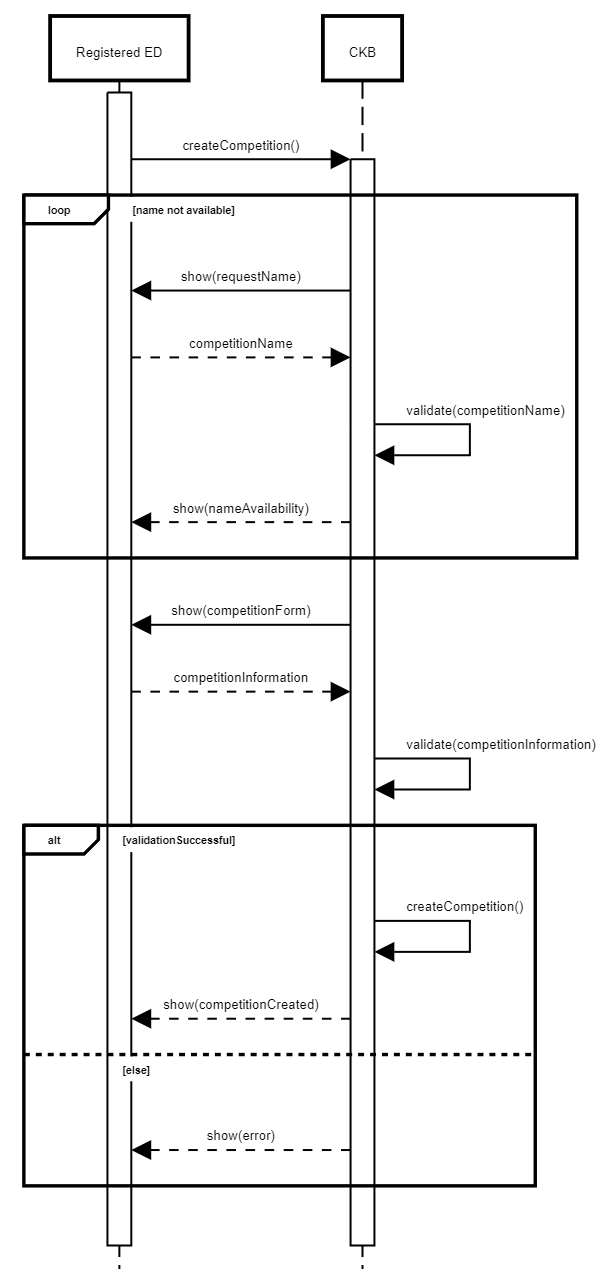 Registered ED
CKB
createCompetition()
loop
[name not available]
show(requestName)
competitionName
validate(competitionName)
show(nameAvailability)
show(competitionForm)
competitionInformation
validate(competitionInformation)
alt
[validationSuccessful]
createCompetition()
show(competitionCreated)
[else]
show(error)